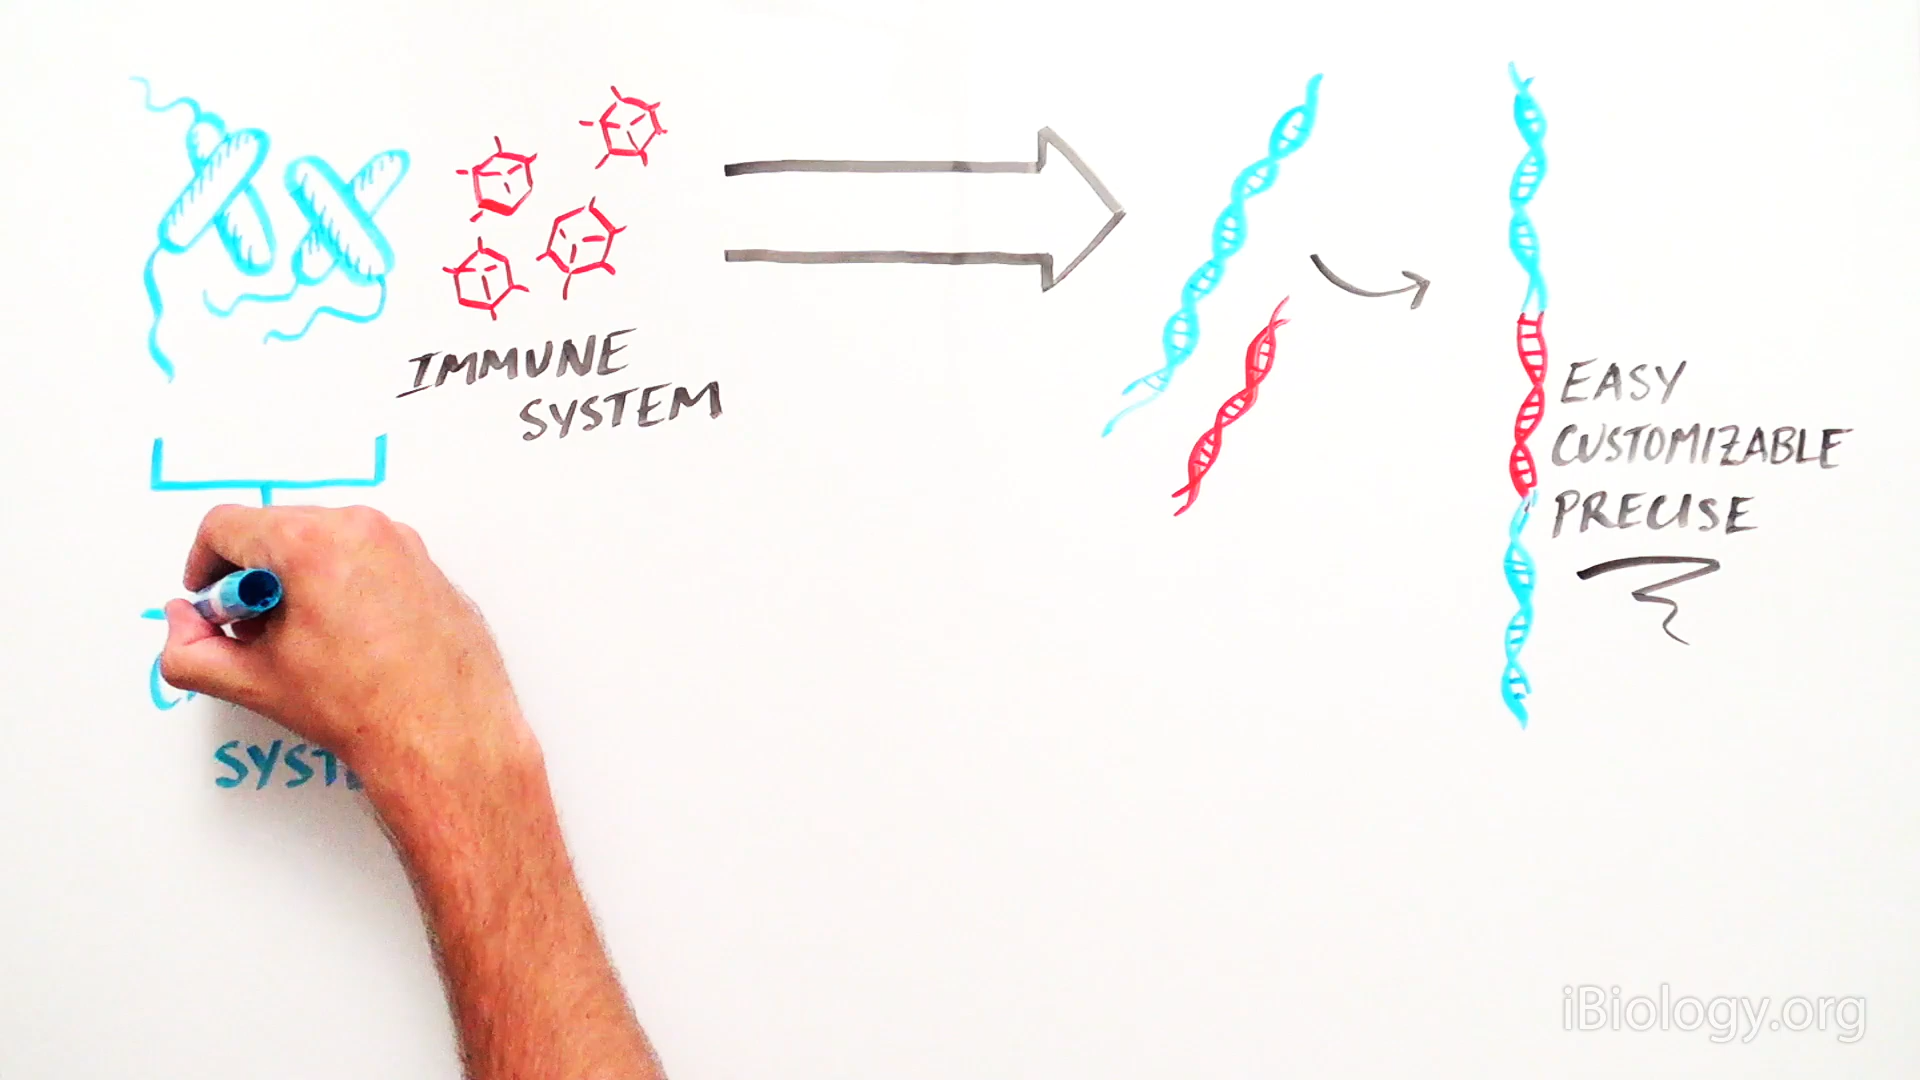 IMMUNE
SYSTEM
EASY
CUSTOMIZABLE
PRECISE
iBiology.org